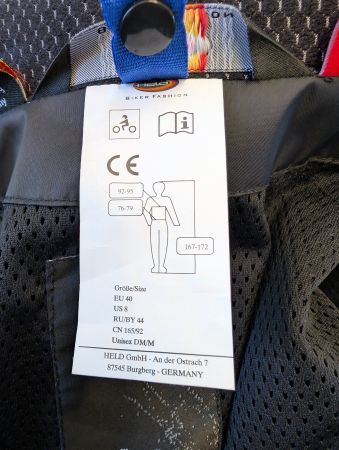 HELD
BIKER FASHION
i
CE
92-95
76-79
167-172
Größe/Size
EU 40
US 8
RU/BY 44
CN 165/92
Unisez DM/M
HELD GmbH - An der Ostrach 7
87545 Burgberg - GERMANY